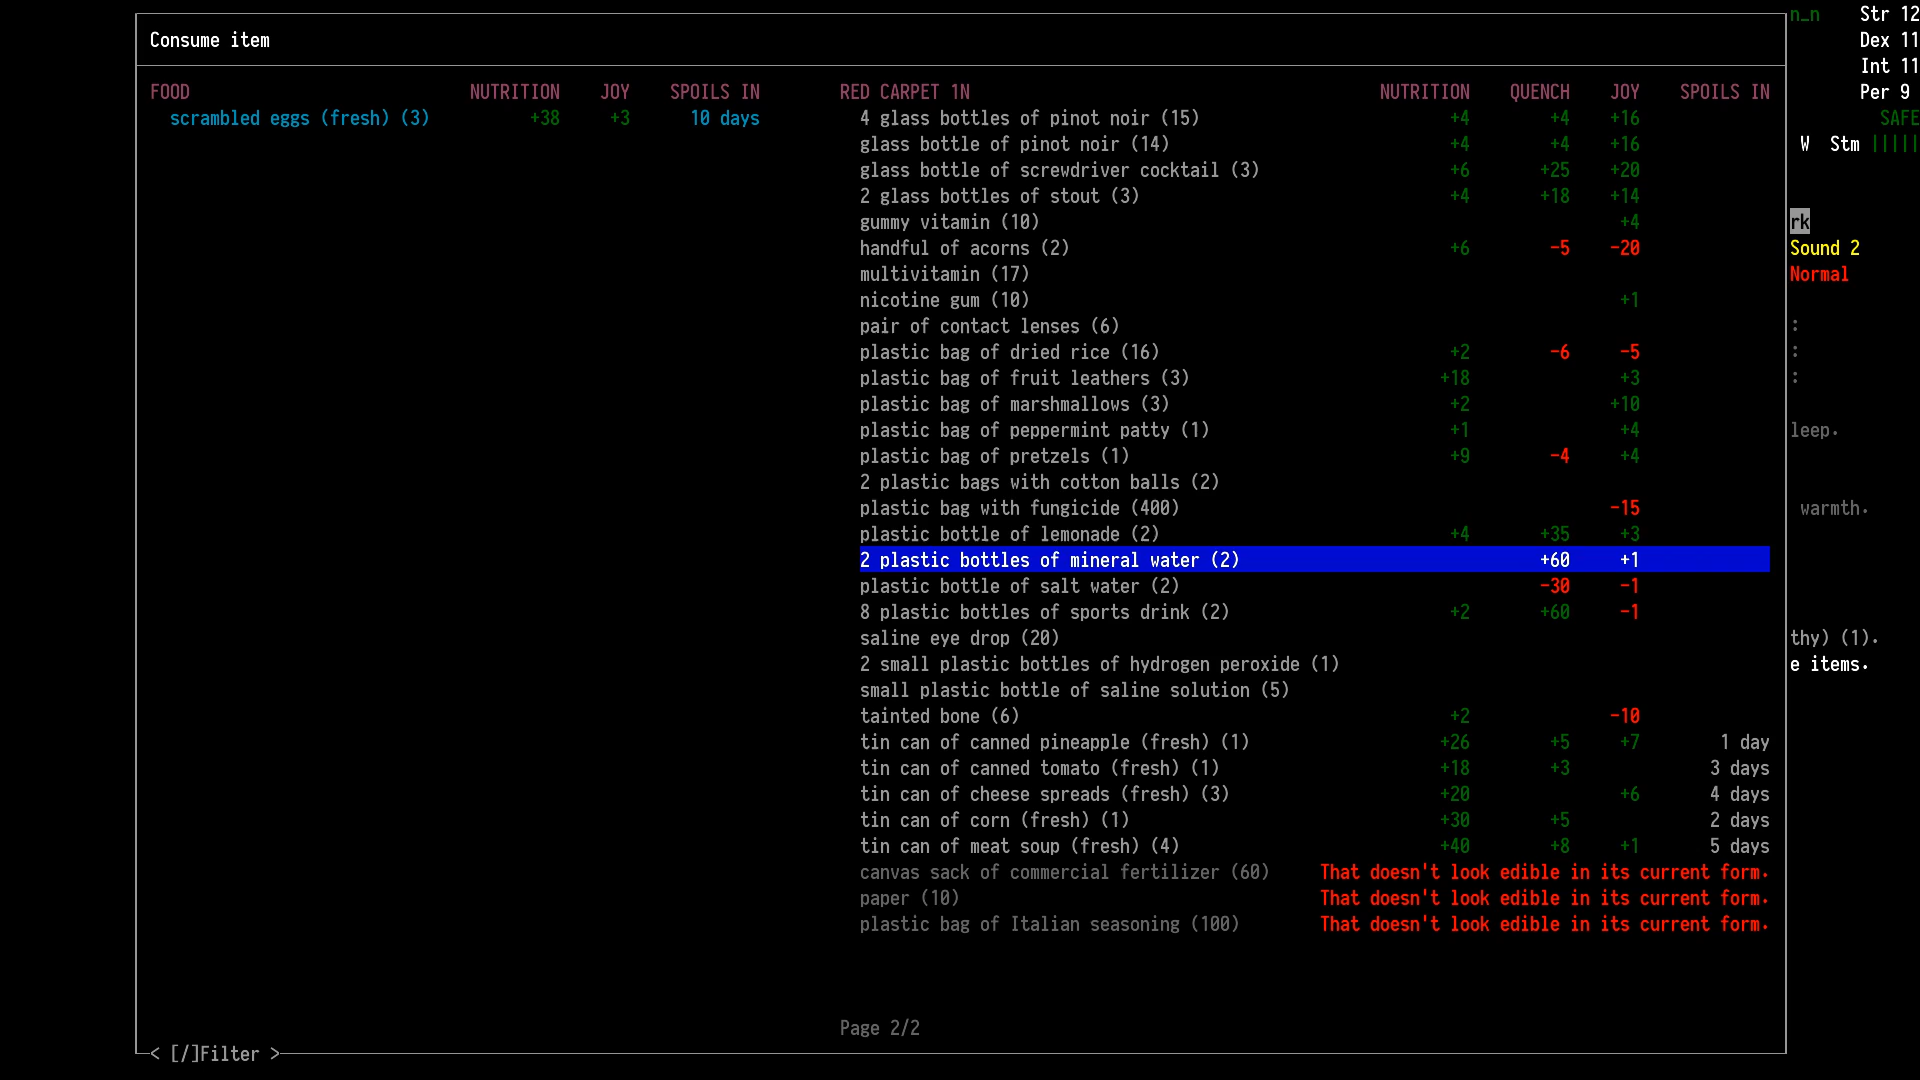 Consume item
FOOD NUTRITION JOY SPOILS IN
scrambled eggs (fresh) (3) +38 +3 10 days
RED CARPET 1N NUTRITION QUENCH JOY SPOILS IN
4 glass bottles of pinot noir (15) +4 +4 +16
glass bottle of pinot noir (14) +4 +4 +16
glass bottle of screwdriver cocktail (3) +6 +25 +20
2 glass bottles of stout (3) +4 +18 +14
gummy vitamin (10) +4
handful of acorns (2) +6 -5 -20
multivitamin (17)
nicotine gum (10) +1
pair of contact lenses (6)
plastic bag of dried rice (16) +2 -6 -5
plastic bag of fruit leathers (3) +18 +3
plastic bag of marshmallows (3) +2 +10
plastic bag of peppermint patty (1) +1 +4
plastic bag of pretzels (1) +9 -4 +4
2 plastic bags with cotton balls (2)
plastic bag with fungicide (400) -15
plastic bottle of lemonade (2) +4 +35 +3
2 plastic bottles of mineral water (2) +60 +1
plastic bottle of salt water (2) -30 -1
8 plastic bottles of sports drink (2) +2 +60 -1
saline eye drop (20)
2 small plastic bottles of hydrogen peroxide (1)
small plastic bottle of saline solution (5)
tainted bone (6) +2 -10
tin can of canned pineapple (fresh) (1) +26 +5 +7 1 day
tin can of canned tomato (fresh) (1) +18 +3 3 days
tin can of cheese spreads (fresh) (3) +20 +6 4 days
tin can of corn (fresh) (1) +30 +5 2 days
tin can of meat soup (fresh) (4) +40 +8 +1 5 days
canvas sack of commercial fertilizer (60) That doesn't look edible in its current form.
paper (10) That doesn't look edible in its current form.
plastic bag of Italian seasoning (100) That doesn't look edible in its current form.
Page 2/2
< [/]Filter >
n_n Str 12
Dex 11
Int 11
Per 9
SAFE
W Stm |||||
rk
Sound 2
Normal
:
:
:
leep.
warmth.
thy) (1).
e items.